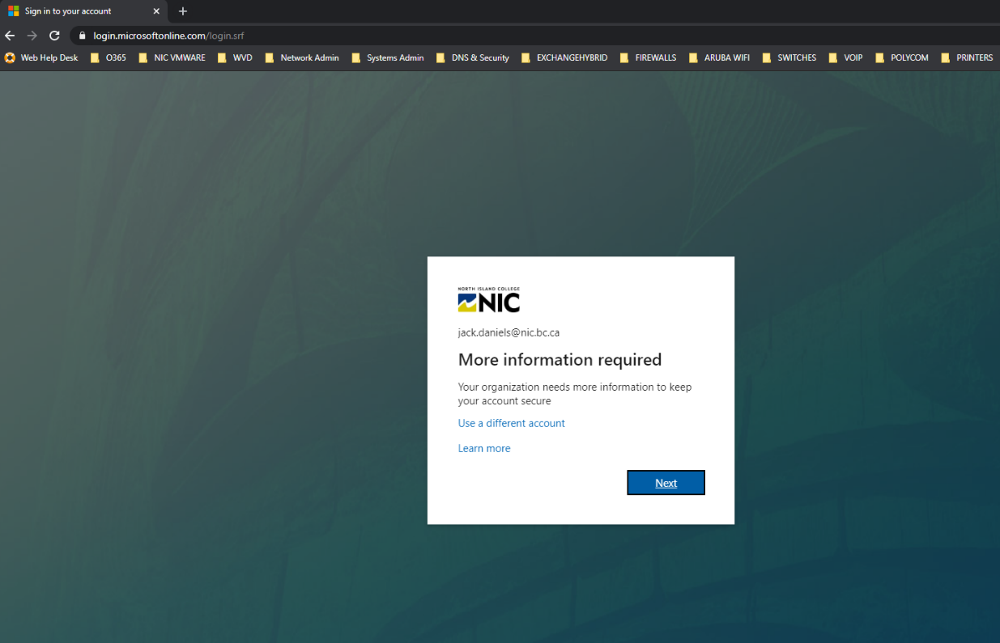 Sign in to your account
login.microsoftonline.com/login.srf
Web Help Desk O365 NIC VMWARE WVD Network Admin Systems Admin DNS & Security EXCHANGEHYBRID FIREWALLS ARUBA WIFI SWITCHES VOIP POLYCOM PRINTERS
NORTH ISLAND COLLEGE
NIC
jack.daniels@nic.bc.ca
More information required
Your organization needs more information to keep
your account secure
Use a different account
Learn more
Next